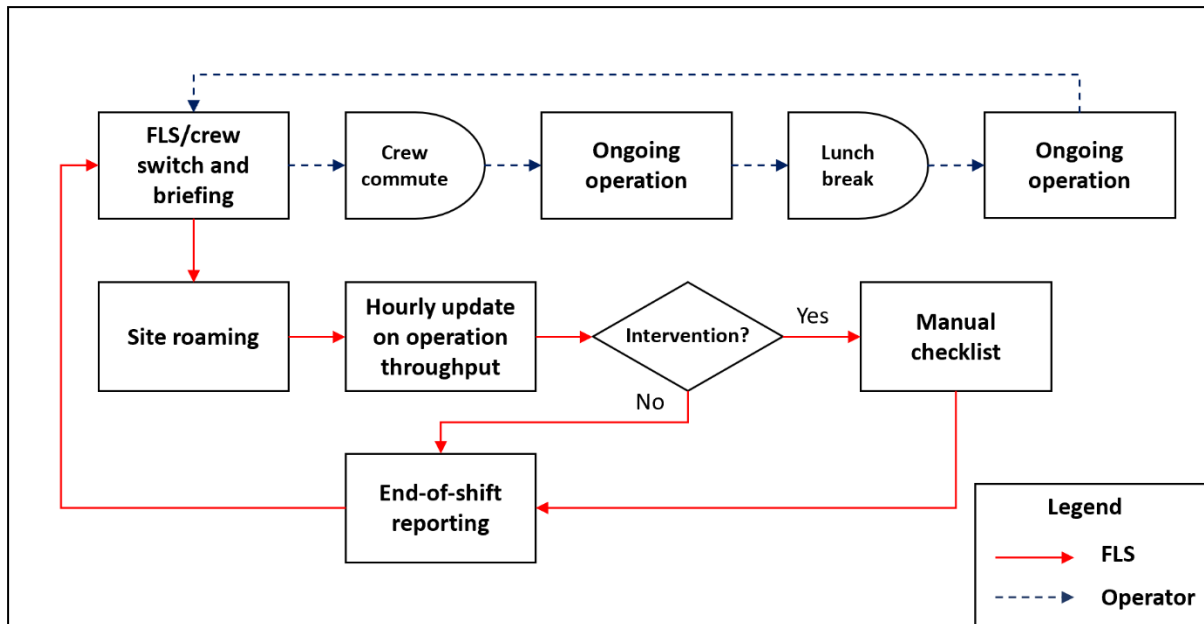 FLS/crew
switch and
briefing
Crew
commute
Ongoing
operation
Lunch
break
Ongoing
operation
Site roaming
Hourly update
on operation
throughput
Intervention?
Yes
Manual
checklist
No
End-of-shift
reporting
Legend
FLS
Operator